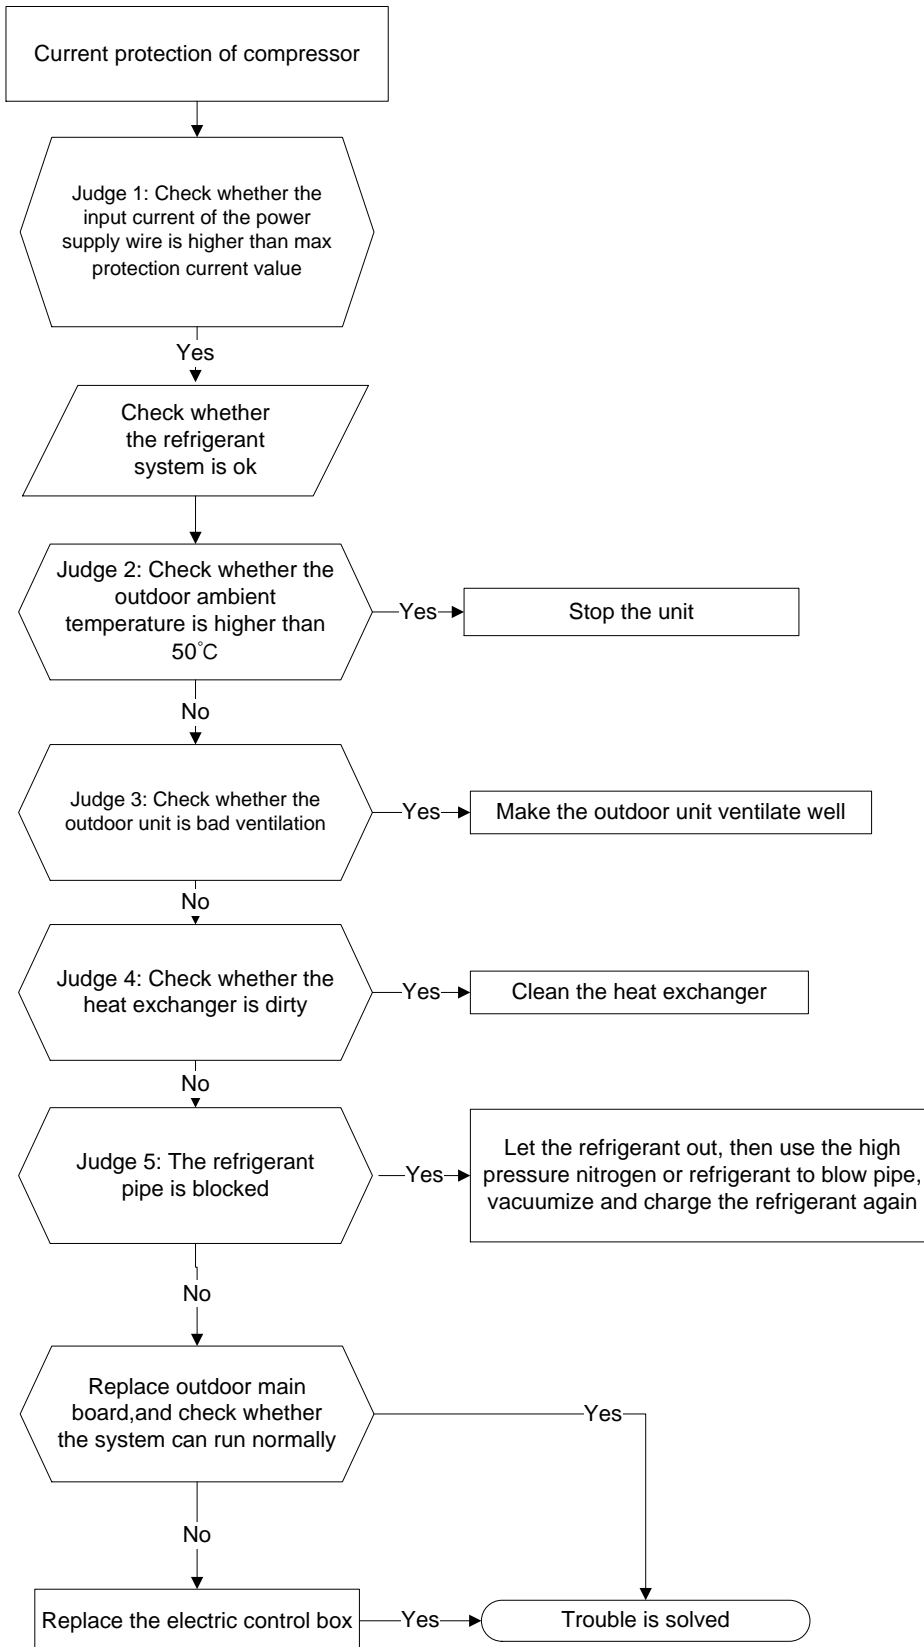 Current protection of compressor
Judge 1: Check whether the
input current of the power
supply wire is higher than max
protection current value
Yes
Check whether
the refrigerant
system is ok
Judge 2: Check whether the
outdoor ambient
temperature is higher than
50°C
Yes
Stop the unit
No
Judge 3: Check whether the
outdoor unit is bad ventilation
Yes
Make the outdoor unit ventilate well
No
Judge 4: Check whether the
heat exchanger is dirty
Yes
Clean the heat exchanger
No
Judge 5: The refrigerant
pipe is blocked
Yes
Let the refrigerant out, then use the high
pressure nitrogen or refrigerant to blow pipe,
vacuumize and charge the refrigerant again
No
Replace outdoor main
board,and check whether
the system can run normally
Yes
No
Replace the electric control box
Yes
Trouble is solved